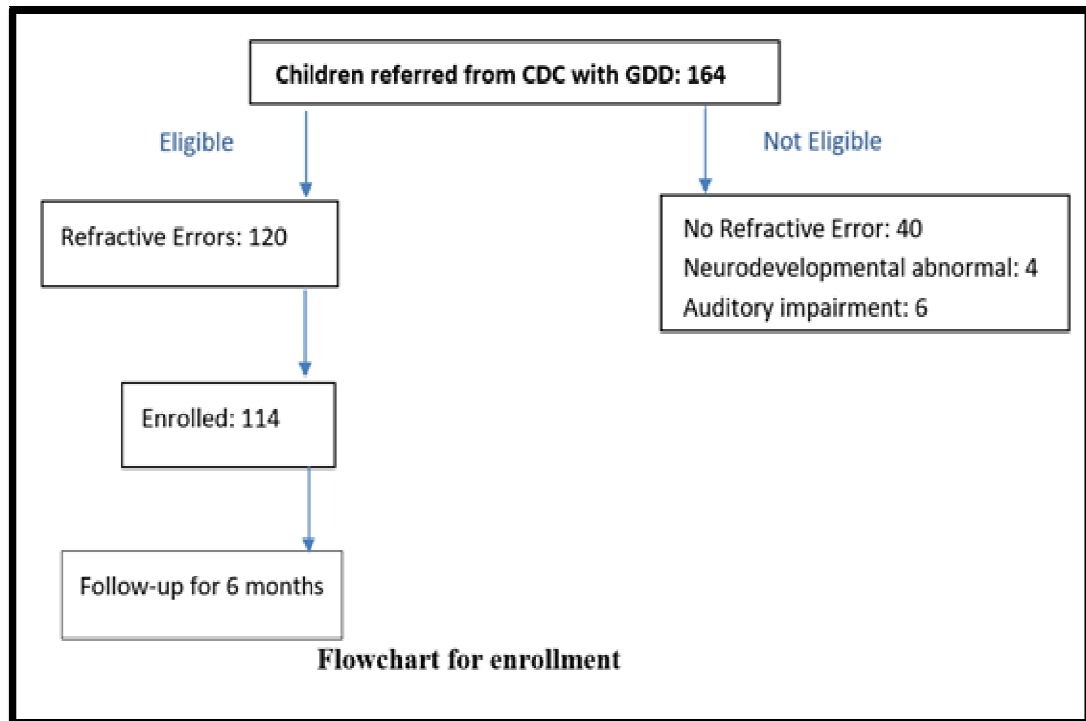 Children referred from CDC with GDD: 164
Eligible
Not Eligible
Refractive Errors: 120
No Refractive Error: 40
Neurodevelopmental abnormal: 4
Auditory impairment: 6
Enrolled: 114
Follow-up for 6 months
Flowchart for enrollment